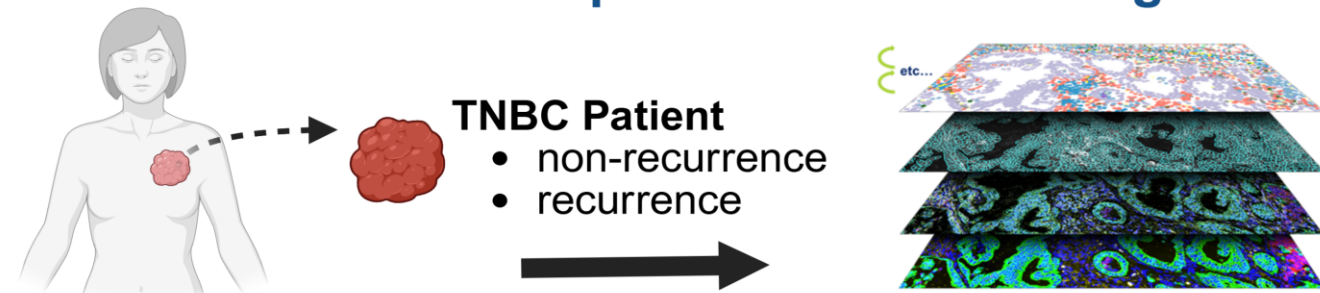 TNBC Patient
• non-recurrence
• recurrence
etc...